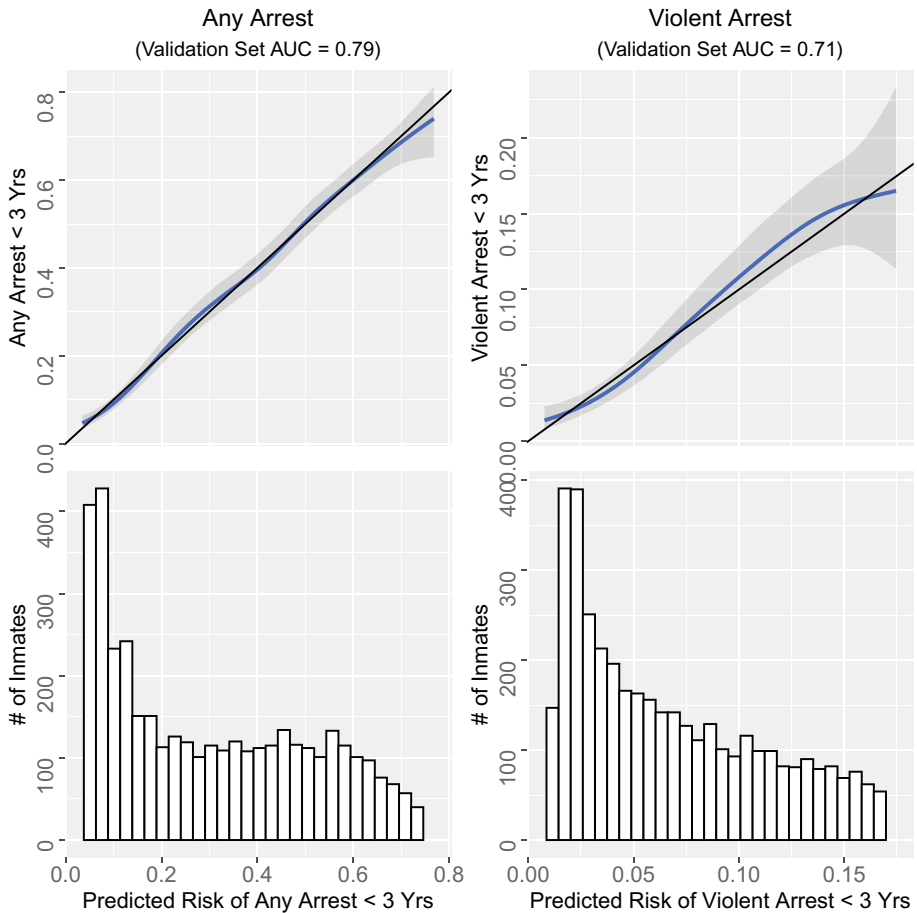 Any Arrest
(Validation Set AUC = 0.79)
Any Arrest < 3 Yrs
0.8
0.6
0.4
0.2
0.0
Violent Arrest
(Validation Set AUC = 0.71)
Violent Arrest < 3 Yrs
0.20
0.15
0.10
0.05
0.00
# of Inmates
400
300
200
100
0
0.0 0.2 0.4 0.6 0.8
Predicted Risk of Any Arrest < 3 Yrs
# of Inmates
400
300
200
100
0
0.00 0.05 0.10 0.15
Predicted Risk of Violent Arrest < 3 Yrs